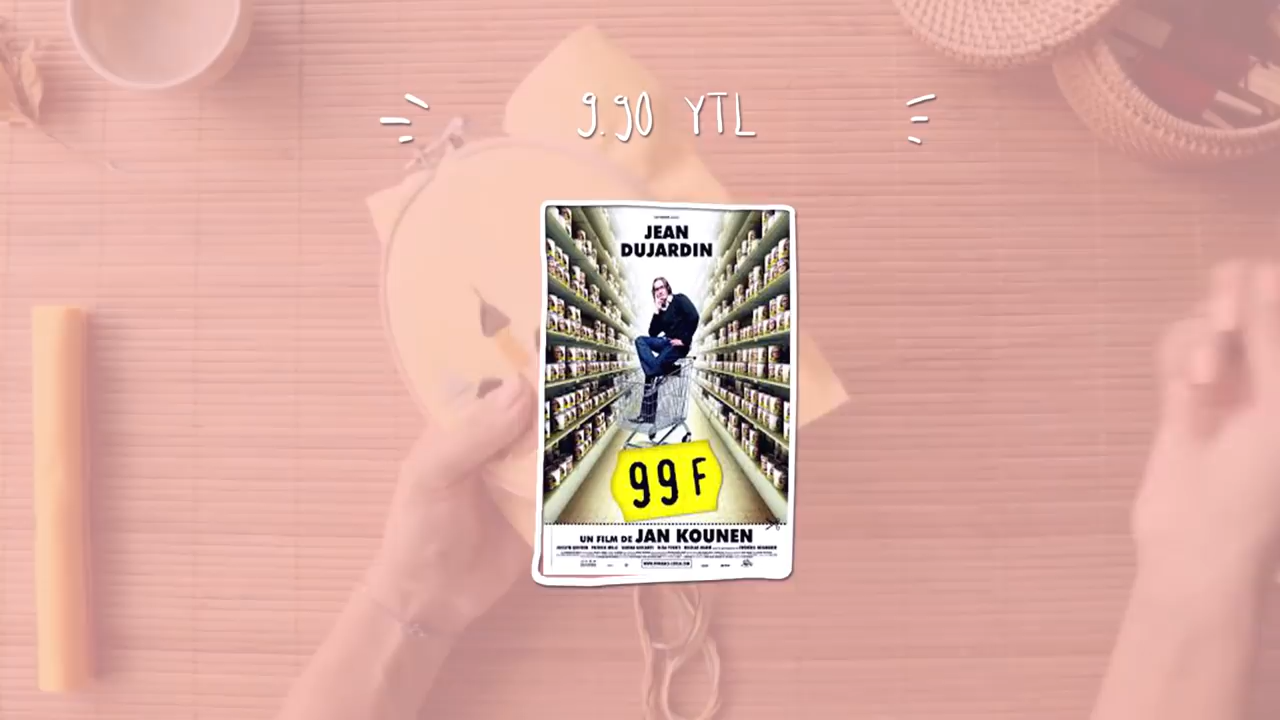 9.90 YTL
JEAN
DUJARDIN
99 F
UN FILM DE JAN KOUNEN